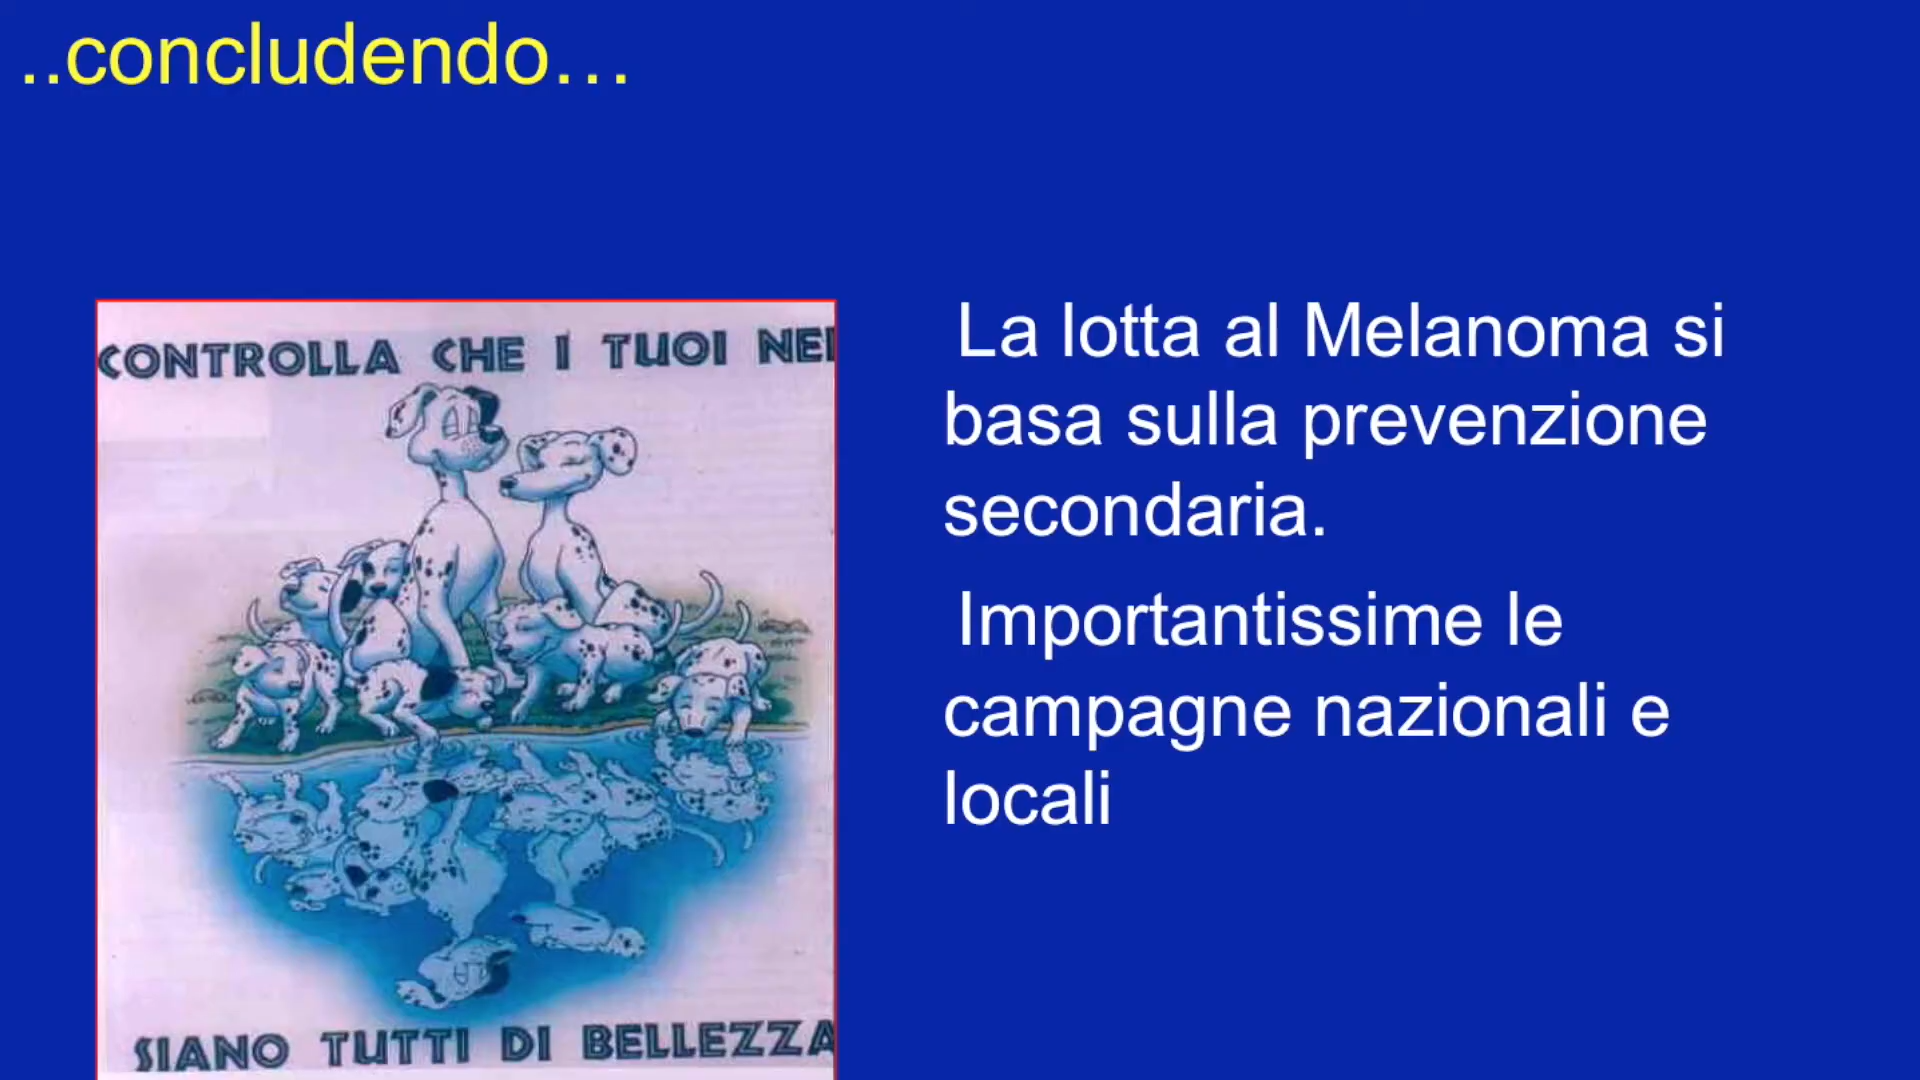 ..concludendo…
CONTROLLA CHE I TUOI NEI
SIANO TUTTI DI BELLEZZA
La lotta al Melanoma si
basa sulla prevenzione
secondaria.
Importantissime le
campagne nazionali e
locali